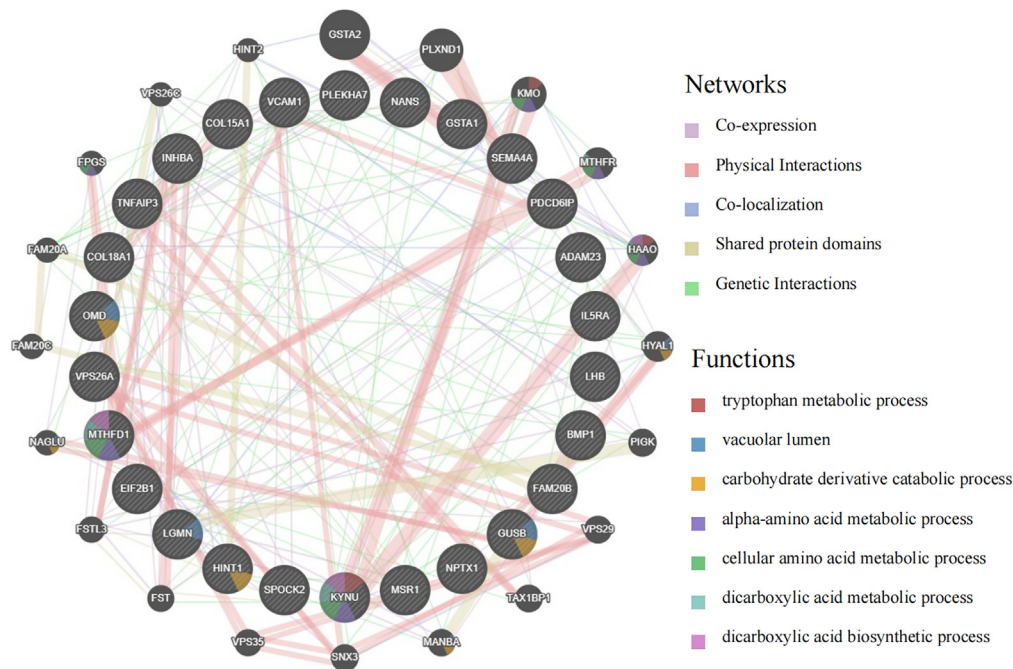 GSTA2
PLXND1
HINT2
KMO
VPS26C
PLEKHA7
VCAM1
NANS
COL15A1
GSTA1
INHBA
SEMA4A
FPGS
MTHFR
TNFAIP3
PDCD6IP
FAM20A
COL18A1
ADAM23
HAAO
OMD
IL5RA
FAM20C
HYAL1
VPS26A
LHB
NAGLU
MTHFD1
BMP1
PIGK
EIF2B1
FAM20B
FSTL3
LGMN
GUSB
VPS29
HINT1
NPTX1
FST
SPOCK2
KYNU
MSR1
TAX1BP1
VPS35
SNX3
MANBA
Networks
Co-expression
Physical Interactions
Co-localization
Shared protein domains
Genetic Interactions
Functions
tryptophan metabolic process
vacuolar lumen
carbohydrate derivative catabolic process
alpha-amino acid metabolic process
cellular amino acid metabolic process
dicarboxylic acid metabolic process
dicarboxylic acid biosynthetic process